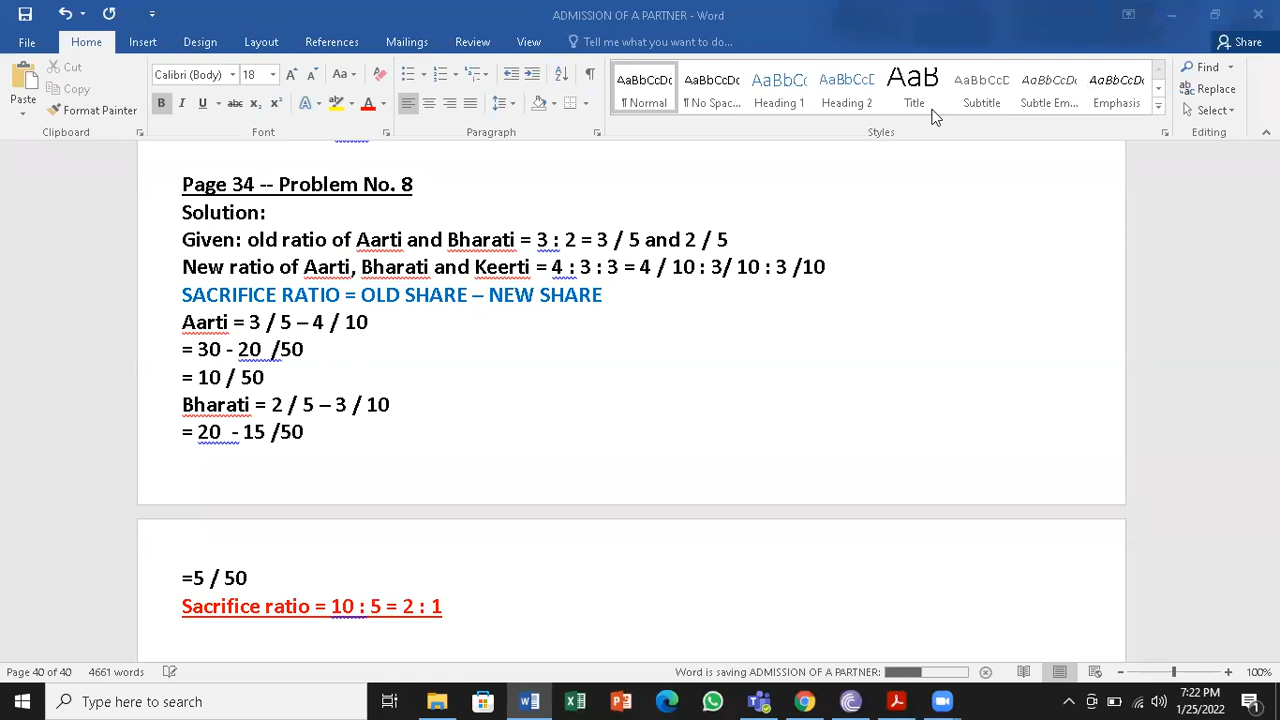 ADMISSION OF A PARTNER - Word
File Home Insert Design Layout References Mailings Review View Tell me what you want to do... Share
Paste Cut Copy Format Painter
Calibri (Body) 18 Aa
AaBbCcDc AaBbCcDc AaBbC( AaBbCcE AaB AaBbCcC AaBbCcDc AaBbCcDc
¶ Normal ¶ No Spac... Heading 1 Heading 2 Title Subtitle Subtle Em... Emphasis
Find Replace Select
Clipboard Font Paragraph Styles Editing
Page 34 -- Problem No. 8
Solution:
Given: old ratio of Aarti and Bharati = 3 : 2 = 3 / 5 and 2 / 5
New ratio of Aarti, Bharati and Keerti = 4 : 3 : 3 = 4 / 10 : 3/ 10 : 3 /10
SACRIFICE RATIO = OLD SHARE – NEW SHARE
Aarti = 3 / 5 – 4 / 10
= 30 - 20 /50
= 10 / 50
Bharati = 2 / 5 – 3 / 10
= 20 - 15 /50
=5 / 50
Sacrifice ratio = 10 : 5 = 2 : 1
Page 40 of 40 4661 words Word is saving ADMISSION OF A PARTNER: 100%
Type here to search 7:22 PM
1/25/2022